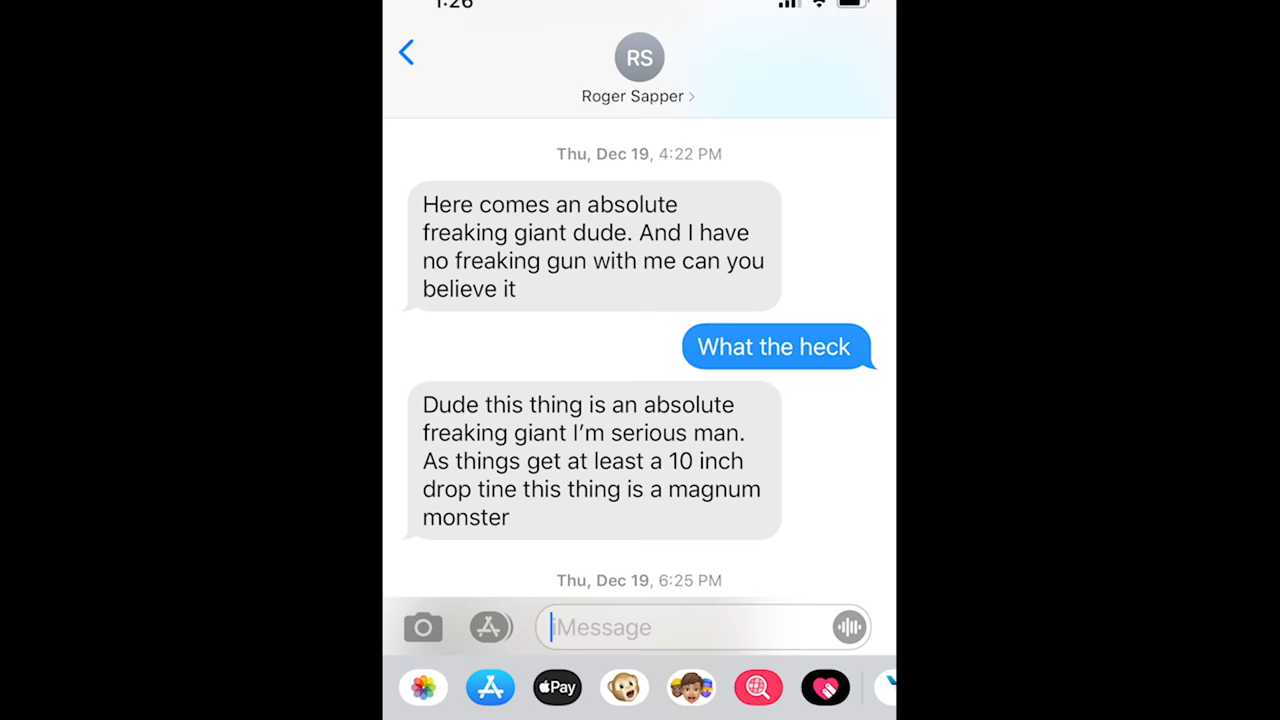 1:26
RS
Roger Sapper
Thu, Dec 19, 4:22 PM
Here comes an absolute
freaking giant dude. And I have
no freaking gun with me can you
believe it
What the heck
Dude this thing is an absolute
freaking giant I'm serious man.
As things get at least a 10 inch
drop tine this thing is a magnum
monster
Thu, Dec 19, 6:25 PM
iMessage
Pay